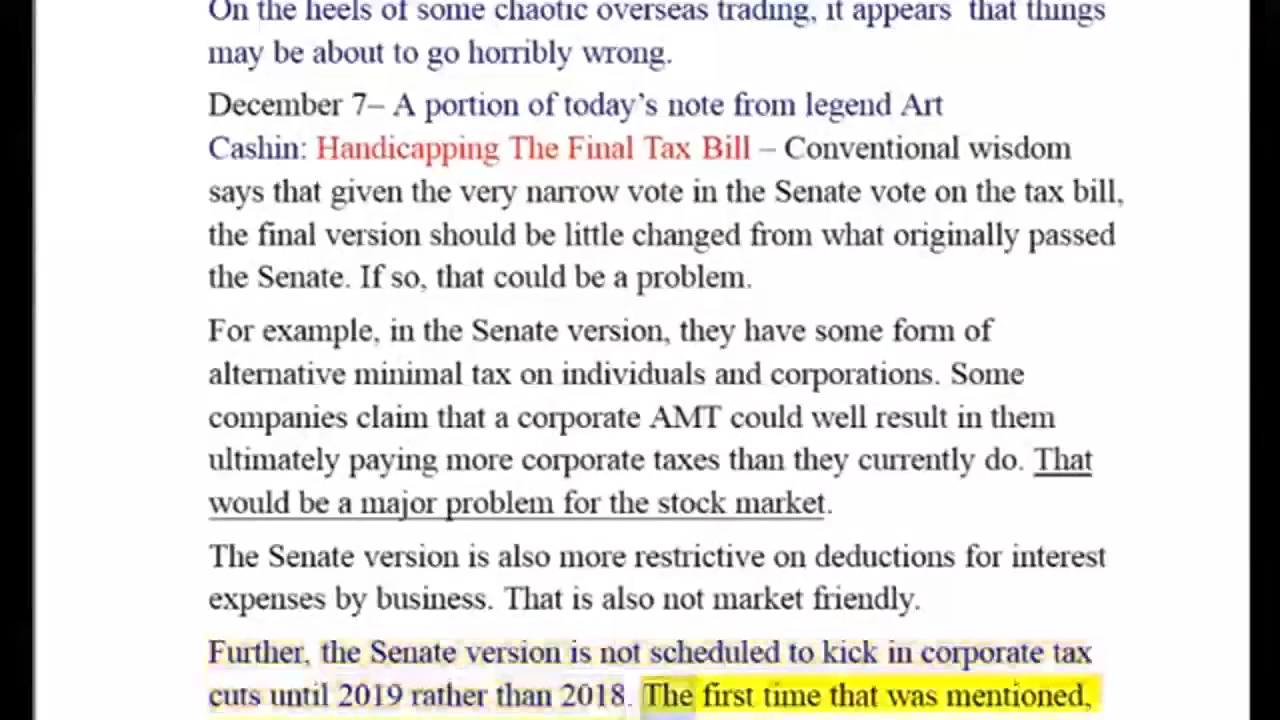 On the heels of some chaotic overseas trading, it appears  that things
may be about to go horribly wrong.
December 7– A portion of today’s note from legend Art
Cashin: Handicapping The Final Tax Bill – Conventional wisdom
says that given the very narrow vote in the Senate vote on the tax bill,
the final version should be little changed from what originally passed
the Senate. If so, that could be a problem.
For example, in the Senate version, they have some form of
alternative minimal tax on individuals and corporations. Some
companies claim that a corporate AMT could well result in them
ultimately paying more corporate taxes than they currently do. That
would be a major problem for the stock market.
The Senate version is also more restrictive on deductions for interest
expenses by business. That is also not market friendly.
Further, the Senate version is not scheduled to kick in corporate tax
cuts until 2019 rather than 2018. The first time that was mentioned,